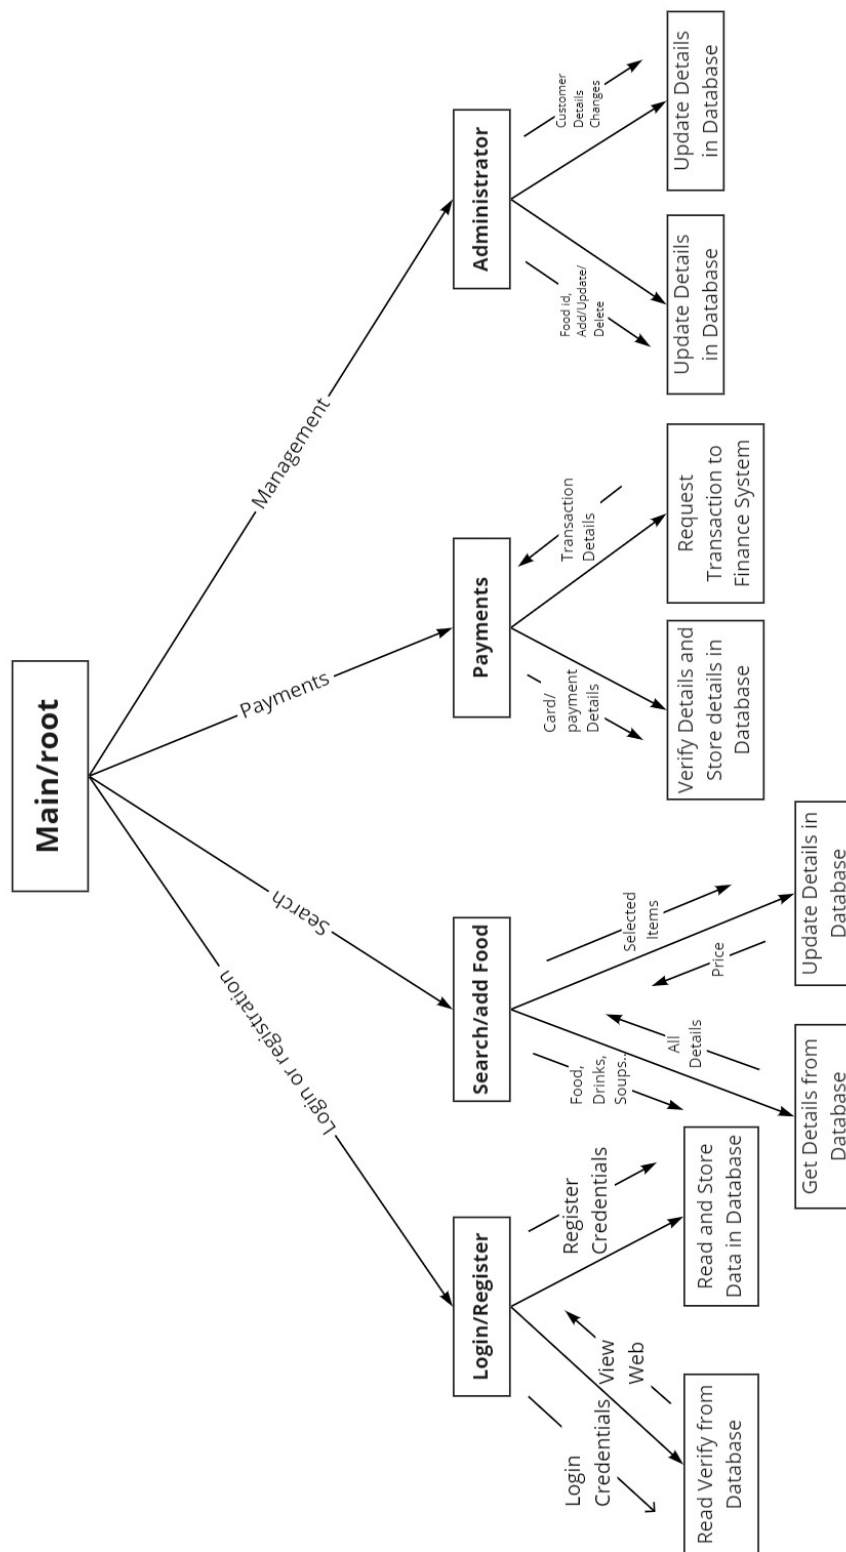 Main/root
Login or registration
Search
Payments
Management
Login/Register
Search/add Food
Payments
Administrator
Login
Credentials
View
Web
Register
Credentials
Food,
Drinks,
Soups..
All
Details
Price
Selected
Items
Card/
payment
Details
Transaction
Details
Food id,
Add/Update/
Delete
Customer
Details
Changes
Read Verify from
Database
Read and Store
Data in Database
Get Details from
Database
Update Details in
Database
Verify Details and
Store details in
Database
Request
Transaction to
Finance System
Update Details
in Database
Update Details
in Database